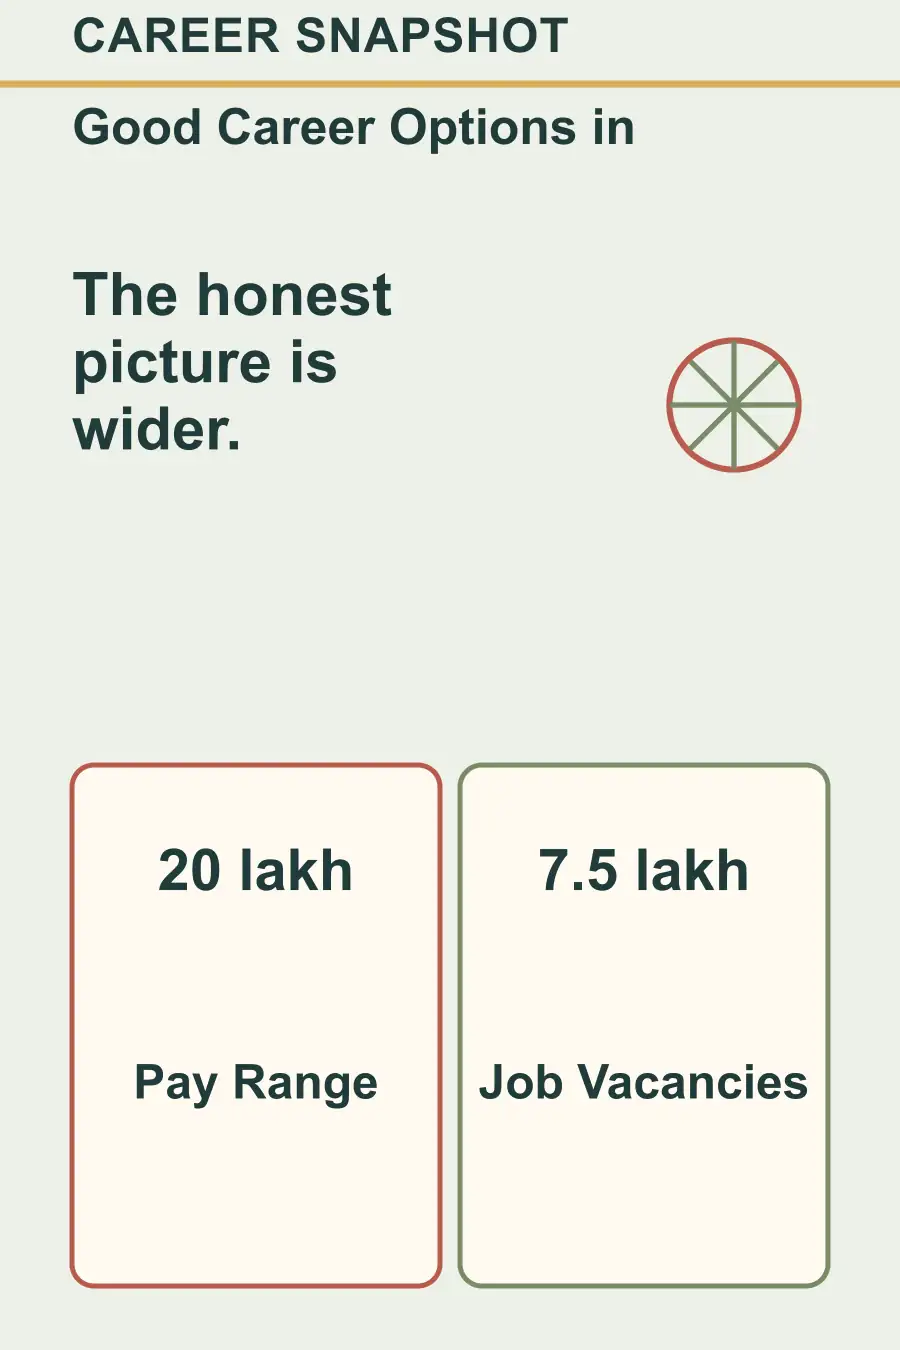 CAREER SNAPSHOT
Good Career Options in
The honest
picture is
wider.
20 lakh
7.5 lakh
Pay Range
Job Vacancies